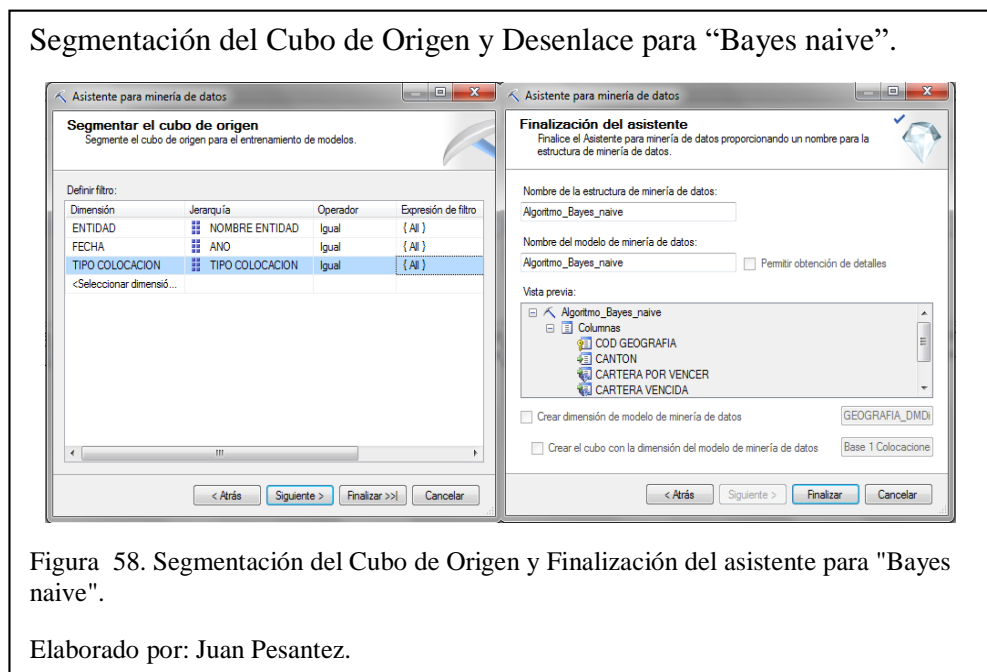 Segmentación del Cubo de Origen y Desenlace para “Bayes naive”.
Asistente para minería de datos
Segmentar el cubo de origen
Segmente el cubo de origen para el entrenamiento de modelos.
Definir filtro:
Dimensión Jerarquía Operador Expresión de filtro
ENTIDAD NOMBRE ENTIDAD Igual { All }
FECHA ANO Igual { All }
TIPO COLOCACION TIPO COLOCACION Igual { All }
<Seleccionar dimensió...
< Atrás Siguiente > Finalizar >>| Cancelar
Asistente para minería de datos
Finalización del asistente
Finalice el Asistente para minería de datos proporcionando un nombre para la
estructura de minería de datos.
Nombre de la estructura de minería de datos:
Algoritmo_Bayes_naive
Nombre del modelo de minería de datos:
Algoritmo_Bayes_naive Permitir obtención de detalles
Vista previa:
Algoritmo_Bayes_naive
Columnas
COD GEOGRAFIA
CANTON
CARTERA POR VENCER
CARTERA VENCIDA
Crear dimensión de modelo de minería de datos GEOGRAFIA_DMDi
Crear el cubo con la dimensión del modelo de minería de datos Base 1 Colocacione
< Atrás Siguiente > Finalizar Cancelar
Figura 58. Segmentación del Cubo de Origen y Finalización del asistente para "Bayes
naive".
Elaborado por: Juan Pesantez.